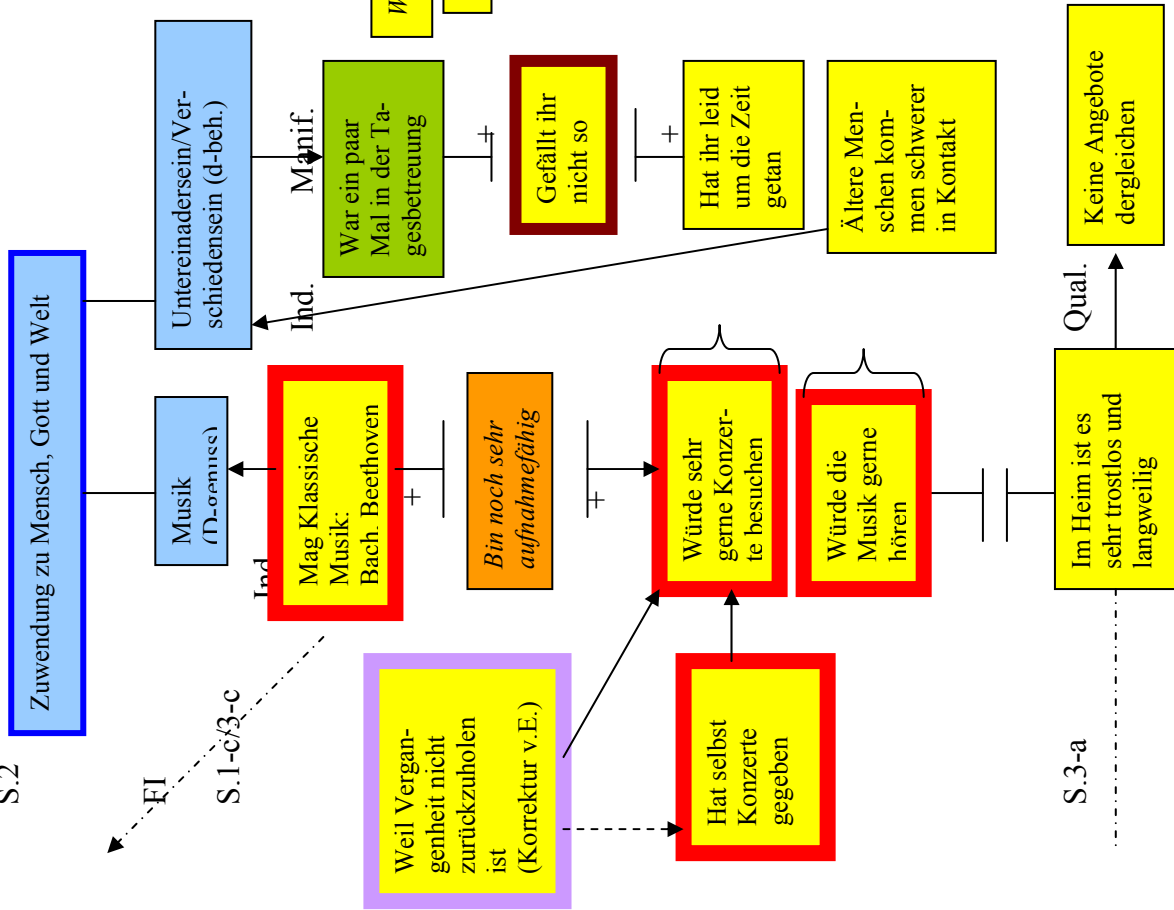 S.2
Zuwendung zu Mensch, Gott und Welt
FI
S.1-c/3-c
Musik
Untereinadersein/Ver-
schiedensein (d-beh.)
Ind.
Ind.
Manif.
Mag Klassische
Musik:
Bach, Beethoven
War ein paar
Mal in der Ta-
gesbetreuung
W
+
+
Weil Vergan-
genheit nicht
zurückzuholen
ist
(Korrektur v.E.)
Bin noch sehr
aufnahmefähig
Gefällt ihr
nicht so
+
+
Hat selbst
Konzerte
gegeben
Würde sehr
gerne Konzer-
te besuchen
Hat ihr leid
um die Zeit
getan
Würde die
Musik gerne
hören
Ältere Men-
schen kom-
men schwerer
in Kontakt
S.3-a
Im Heim ist es
sehr trostlos und
langweilig
Qual.
Keine Angebote
dergleichen